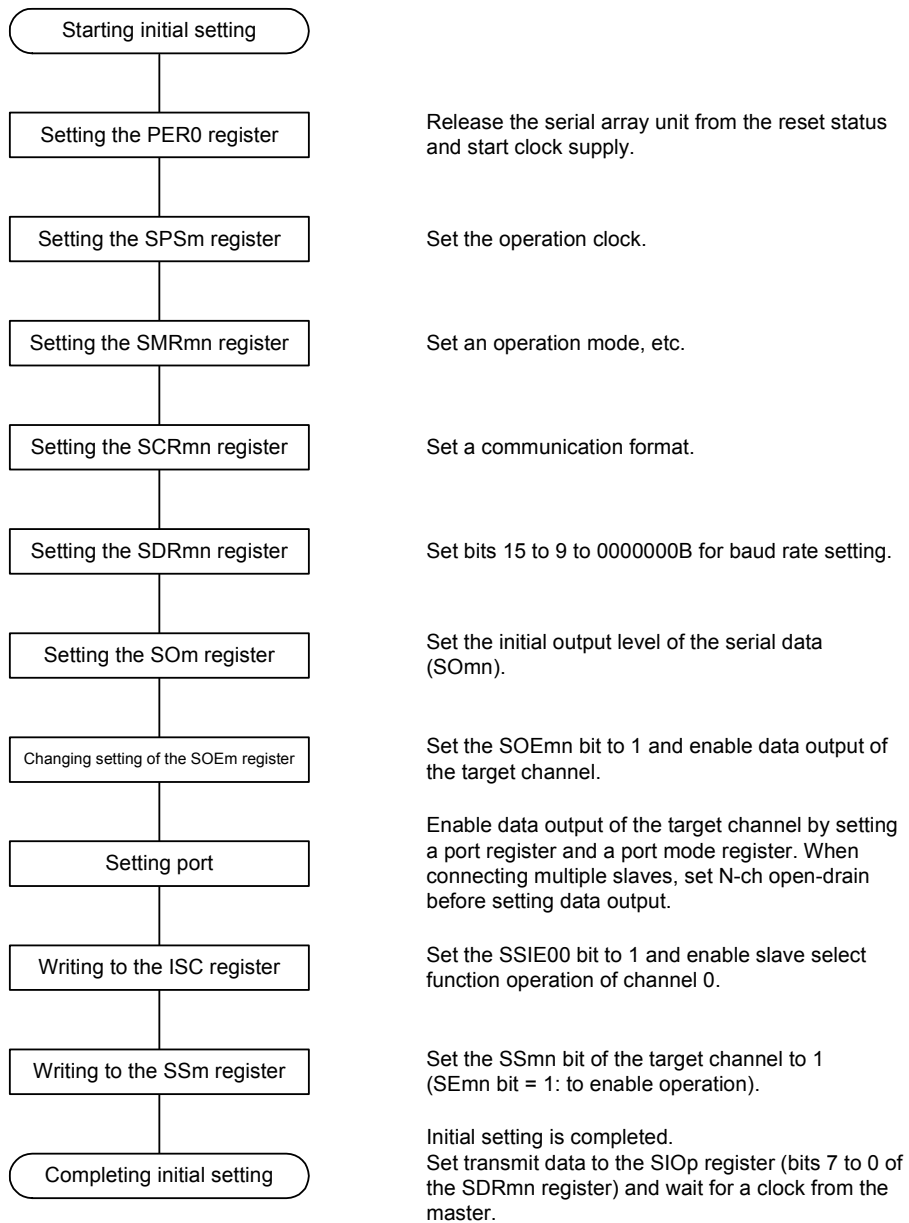 Starting initial setting
Setting the PER0 register
Release the serial array unit from the reset status
and start clock supply.
Setting the SPSm register
Set the operation clock.
Setting the SMRmn register
Set an operation mode, etc.
Setting the SCRmn register
Set a communication format.
Setting the SDRmn register
Set bits 15 to 9 to 0000000B for baud rate setting.
Setting the SOm register
Set the initial output level of the serial data
(SOmn).
Changing setting of the SOEm register
Set the SOEmn bit to 1 and enable data output of
the target channel.
Setting port
Enable data output of the target channel by setting
a port register and a port mode register. When
connecting multiple slaves, set N-ch open-drain
before setting data output.
Writing to the ISC register
Set the SSIE00 bit to 1 and enable slave select
function operation of channel 0.
Writing to the SSm register
Set the SSmn bit of the target channel to 1
(SEmn bit = 1: to enable operation).
Completing initial setting
Initial setting is completed.
Set transmit data to the SIOp register (bits 7 to 0 of
the SDRmn register) and wait for a clock from the
master.